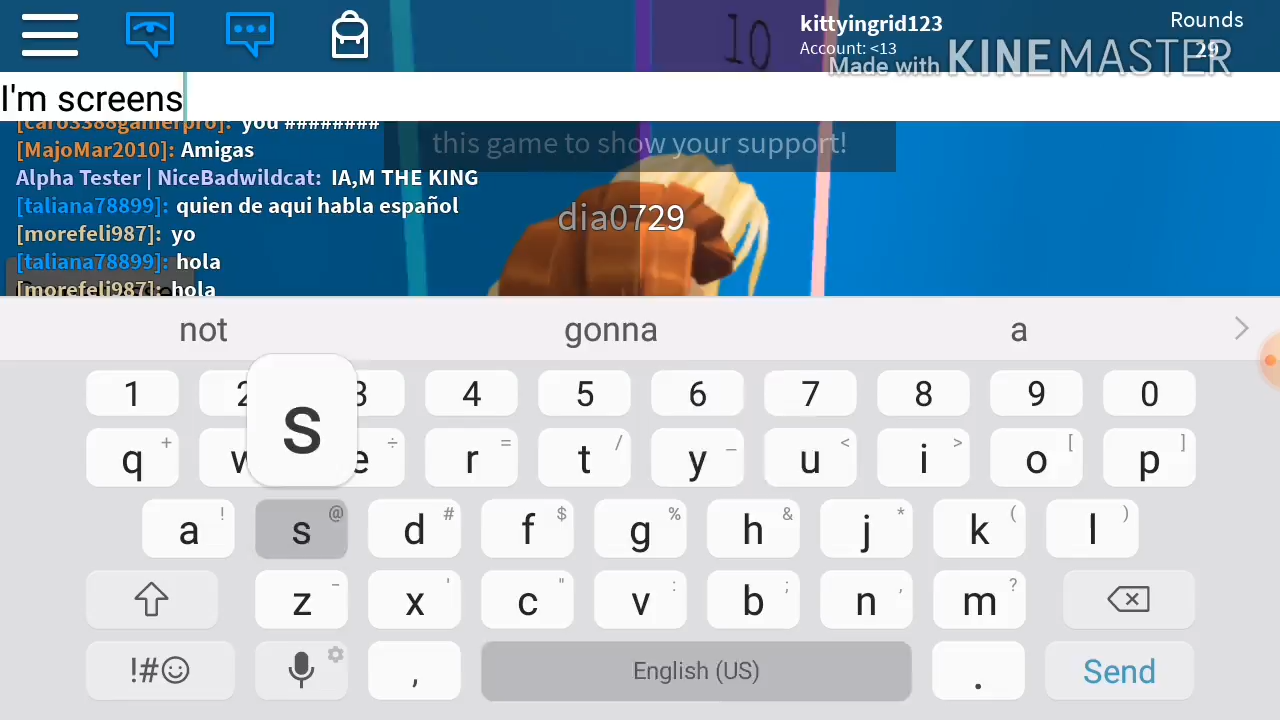 10
kittyingrid123
Account: <13
Rounds
29
Made with KINEMASTER
I'm screens
[caro3388gamerpro]: you ########
this game to show your support!
[MajoMar2010]: Amigas
Alpha Tester | NiceBadwildcat: IA,M THE KING
[taliana78899]: quien de aqui habla español
dia0729
[morefeli987]: yo
[taliana78899]: hola
[morefeli987]: hola
not gonna a
1 2 3 4 5 6 7 8 9 0
q + w e ÷ r = t / y _ u < i > o [ p ]
s
a ! s @ d # f $ g % h & j * k ( l )
z - x ' c " v : b ; n , m ?
!#☺ , English (US) . Send